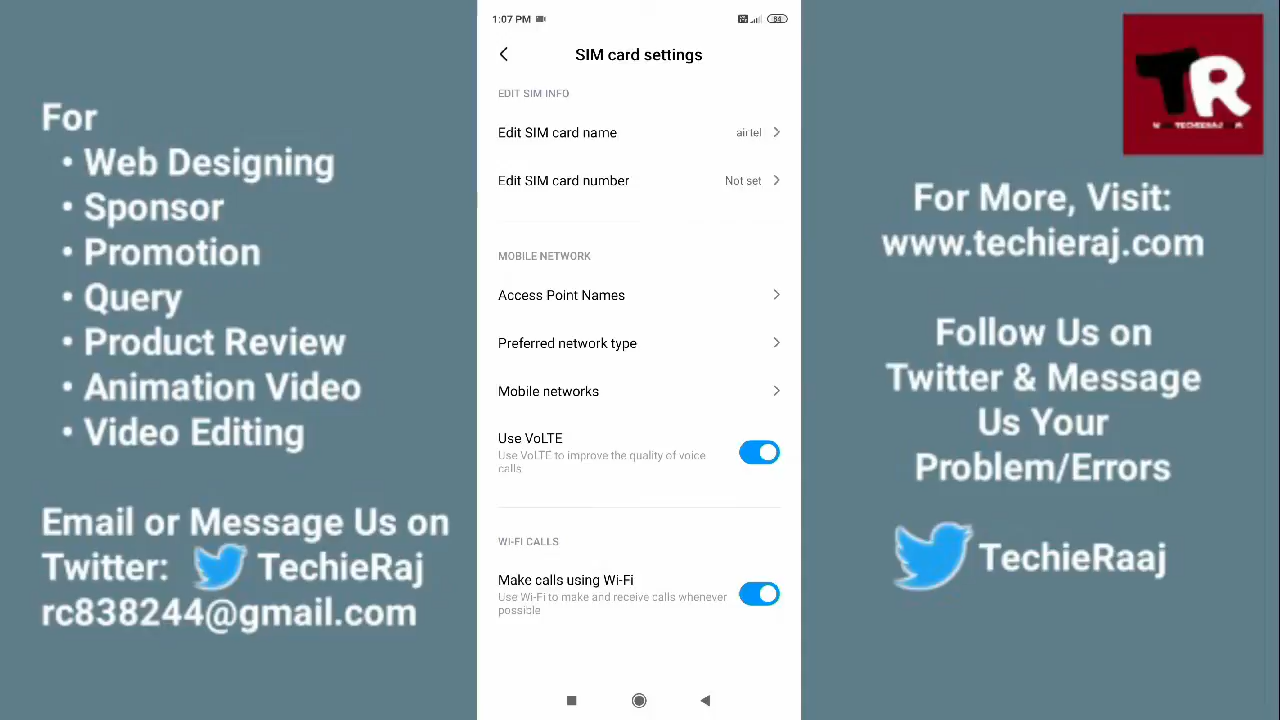 For
• Web Designing
• Sponsor
• Promotion
• Query
• Product Review
• Animation Video
• Video Editing
Email or Message Us on
Twitter: TechieRaj
rc838244@gmail.com
1:07 PM
84
SIM card settings
EDIT SIM INFO
Edit SIM card name airtel
Edit SIM card number Not set
MOBILE NETWORK
Access Point Names
Preferred network type
Mobile networks
Use VoLTE
Use VoLTE to improve the quality of voice
calls
WI-FI CALLS
Make calls using Wi-Fi
Use Wi-Fi to make and receive calls whenever
possible
TR
For More, Visit:
www.techieraj.com
Follow Us on
Twitter & Message
Us Your
Problem/Errors
TechieRaaj